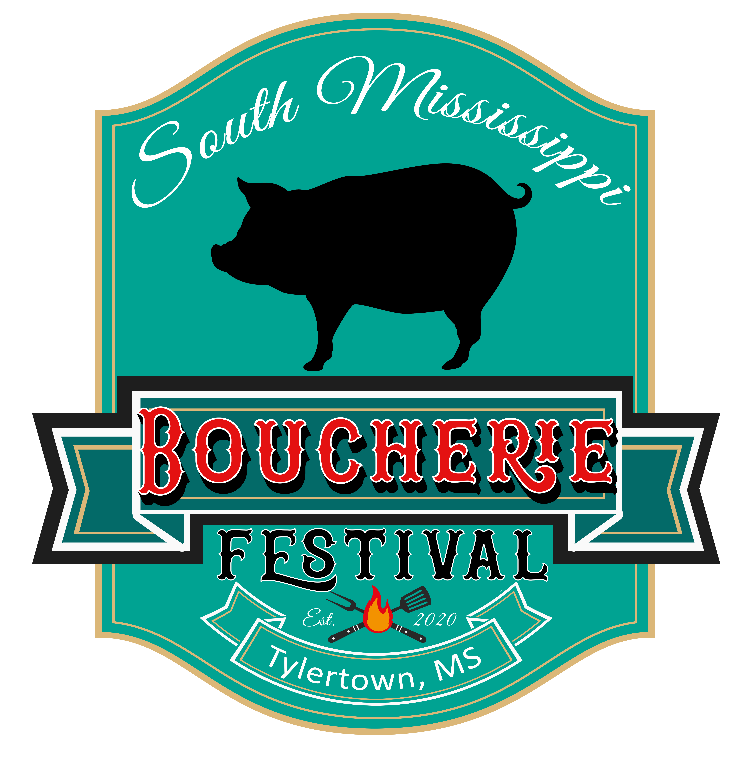 South Mississippi
BOUCHERIE
FESTIVAL
Est. 2020
Tylertown, MS